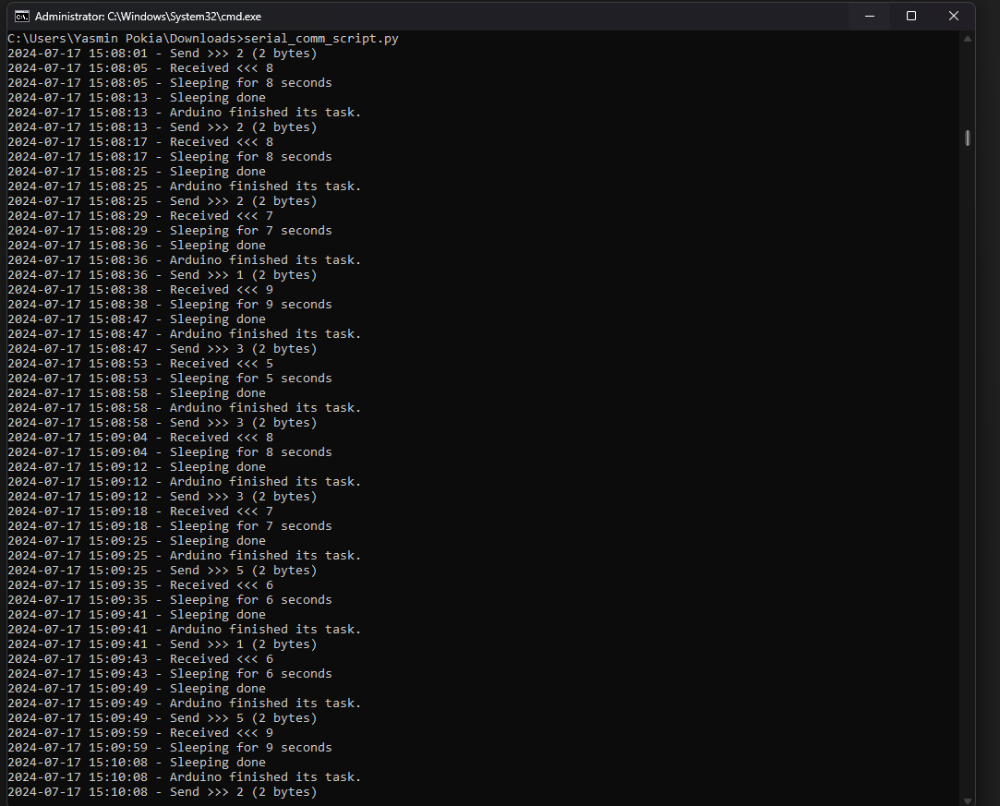 Administrator: C:\Windows\System32\cmd.exe
C:\Users\Yasmin Pokia\Downloads>serial_comm_script.py
2024-07-17 15:08:01 - Send >>> 2 (2 bytes)
2024-07-17 15:08:05 - Received <<< 8
2024-07-17 15:08:05 - Sleeping for 8 seconds
2024-07-17 15:08:13 - Sleeping done
2024-07-17 15:08:13 - Arduino finished its task.
2024-07-17 15:08:13 - Send >>> 2 (2 bytes)
2024-07-17 15:08:17 - Received <<< 8
2024-07-17 15:08:17 - Sleeping for 8 seconds
2024-07-17 15:08:25 - Sleeping done
2024-07-17 15:08:25 - Arduino finished its task.
2024-07-17 15:08:25 - Send >>> 2 (2 bytes)
2024-07-17 15:08:29 - Received <<< 7
2024-07-17 15:08:29 - Sleeping for 7 seconds
2024-07-17 15:08:36 - Sleeping done
2024-07-17 15:08:36 - Arduino finished its task.
2024-07-17 15:08:36 - Send >>> 1 (2 bytes)
2024-07-17 15:08:38 - Received <<< 9
2024-07-17 15:08:38 - Sleeping for 9 seconds
2024-07-17 15:08:47 - Sleeping done
2024-07-17 15:08:47 - Arduino finished its task.
2024-07-17 15:08:47 - Send >>> 3 (2 bytes)
2024-07-17 15:08:53 - Received <<< 5
2024-07-17 15:08:53 - Sleeping for 5 seconds
2024-07-17 15:08:58 - Sleeping done
2024-07-17 15:08:58 - Arduino finished its task.
2024-07-17 15:08:58 - Send >>> 3 (2 bytes)
2024-07-17 15:09:04 - Received <<< 8
2024-07-17 15:09:04 - Sleeping for 8 seconds
2024-07-17 15:09:12 - Sleeping done
2024-07-17 15:09:12 - Arduino finished its task.
2024-07-17 15:09:12 - Send >>> 3 (2 bytes)
2024-07-17 15:09:18 - Received <<< 7
2024-07-17 15:09:18 - Sleeping for 7 seconds
2024-07-17 15:09:25 - Sleeping done
2024-07-17 15:09:25 - Arduino finished its task.
2024-07-17 15:09:25 - Send >>> 5 (2 bytes)
2024-07-17 15:09:35 - Received <<< 6
2024-07-17 15:09:35 - Sleeping for 6 seconds
2024-07-17 15:09:41 - Sleeping done
2024-07-17 15:09:41 - Arduino finished its task.
2024-07-17 15:09:41 - Send >>> 1 (2 bytes)
2024-07-17 15:09:43 - Received <<< 6
2024-07-17 15:09:43 - Sleeping for 6 seconds
2024-07-17 15:09:49 - Sleeping done
2024-07-17 15:09:49 - Arduino finished its task.
2024-07-17 15:09:49 - Send >>> 5 (2 bytes)
2024-07-17 15:09:59 - Received <<< 9
2024-07-17 15:09:59 - Sleeping for 9 seconds
2024-07-17 15:10:08 - Sleeping done
2024-07-17 15:10:08 - Arduino finished its task.
2024-07-17 15:10:08 - Send >>> 2 (2 bytes)